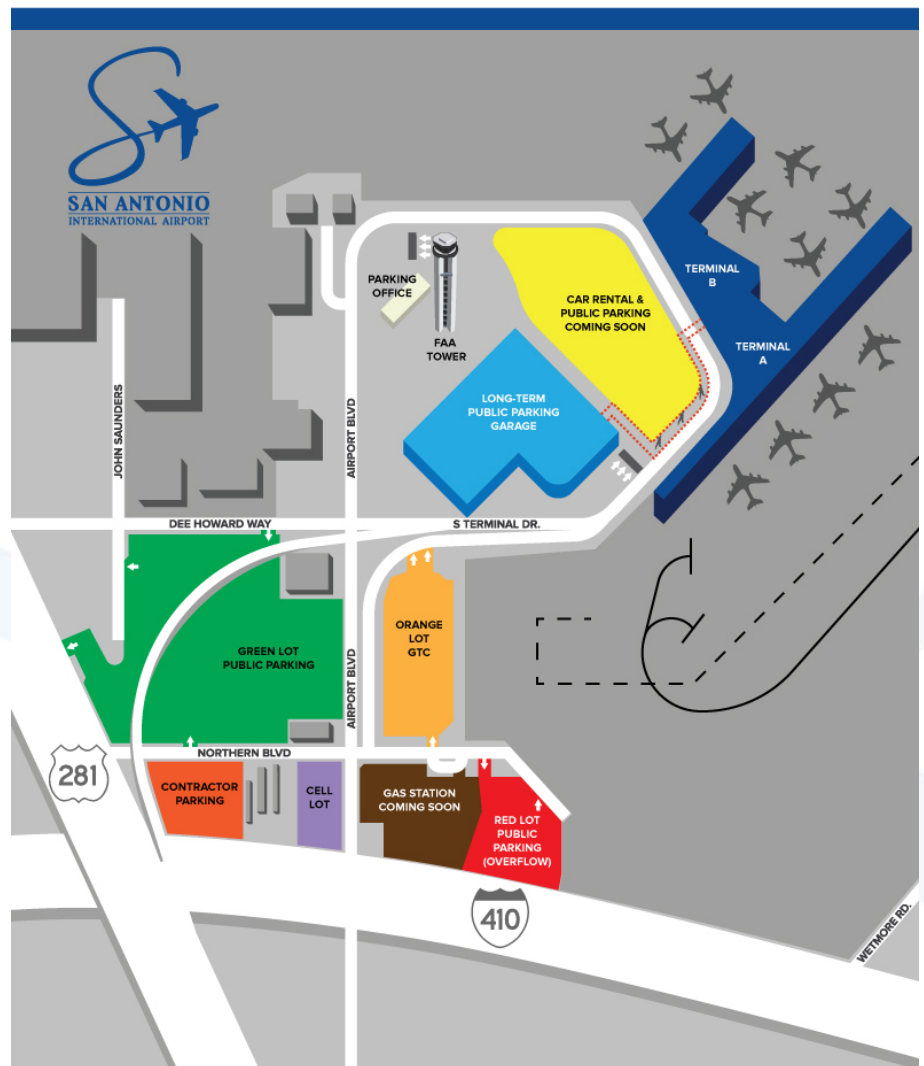 SAN ANTONIO
INTERNATIONAL AIRPORT
PARKING
OFFICE
FAA
TOWER
CAR RENTAL &
PUBLIC PARKING
COMING SOON
TERMINAL
B
TERMINAL
A
LONG-TERM
PUBLIC PARKING
GARAGE
JOHN SAUNDERS
AIRPORT BLVD
DEE HOWARD WAY
S TERMINAL DR.
GREEN LOT
PUBLIC PARKING
ORANGE
LOT
GTC
AIRPORT BLVD
NORTHERN BLVD
281
CONTRACTOR
PARKING
CELL
LOT
GAS STATION
COMING SOON
RED LOT
PUBLIC
PARKING
(OVERFLOW)
410
WETMORE RD.